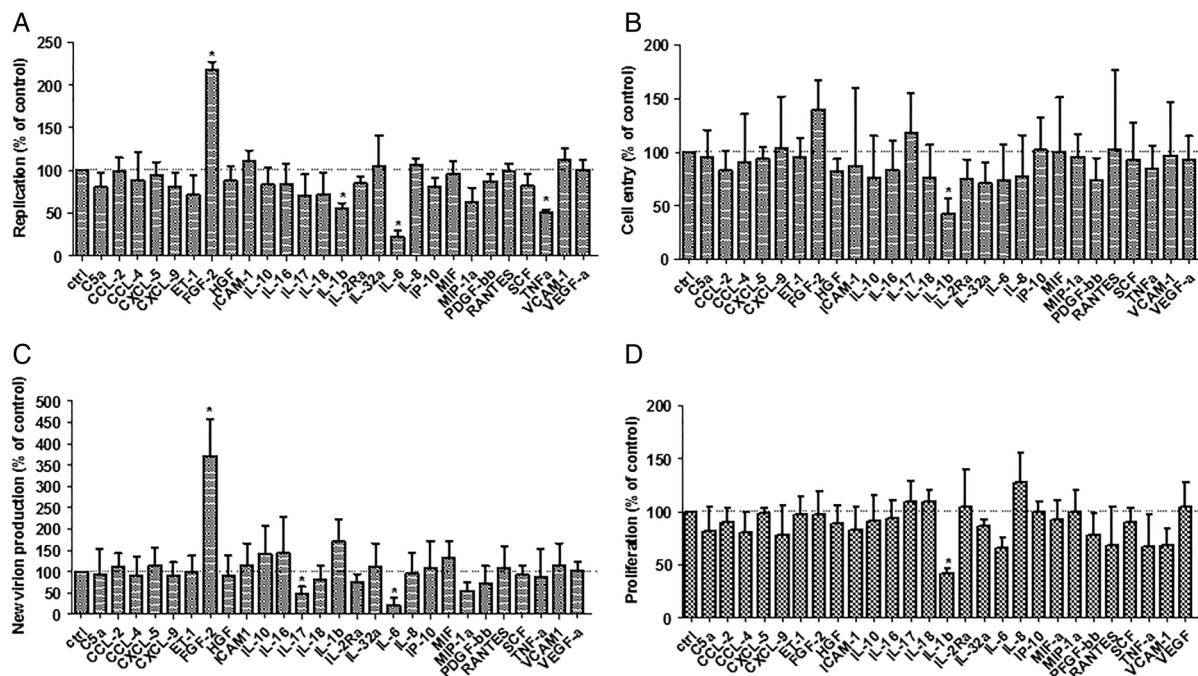 A
Replication (% of control)
250
200
150
100
50
0
*
*
*
*
ctrl
C5a
CCL-2
CCL-4
CXCL-5
CXCL-9
ET-1
FGF-2
HGF
ICAM-1
IL-10
IL-16
IL-17
IL-18
IL-1b
IL-2Ra
IL-32a
IL-6
IL-8
IP-10
MIF
MIP-1a
PDGF-bb
RANTES
SCF
TNFa
VCAM-1
VEGF-a
B
Cell entry (% of control)
200
150
100
50
0
*
ctrl
C5a
CCL-2
CCL-4
CXCL-5
CXCL-9
ET-1
FGF-2
HGF
ICAM-1
IL-10
IL-16
IL-17
IL-18
IL-1b
IL-2Ra
IL-32a
IL-6
IL-8
IP-10
MIF
MIP-1a
PDGF-bb
RANTES
SCF
TNFa
VCAM-1
VEGF-a
C
New virion production (% of control)
500
450
400
350
300
250
200
150
100
50
0
*
*
*
ctrl
C5a
CCL-2
CCL-4
CXCL-5
CXCL-9
ET-1
FGF-2
HGF
ICAM1
IL-10
IL-16
IL-17
IL-18
IL-1b
IL-2Ra
IL-32a
IL-6
IL-8
IP-10
MIF
MIP-1a
PDGF-bb
RANTES
SCF
TNF-a
VCAM-1
VEGF-a
D
Proliferation (% of control)
200
150
100
50
0
*
ctrl
C5a
CCL-2
CCL-4
CXCL-5
CXCL-9
ET-1
FGF-2
HGF
ICAM-1
IL-10
IL-16
IL-17
IL-18
IL-1b
IL-2Ra
IL-32a
IL-6
IL-8
IP-10
MIF-a
MIP-1a
PFGF-bb
RANTES
SCF
TNF-a
VCAM-1
VEGF